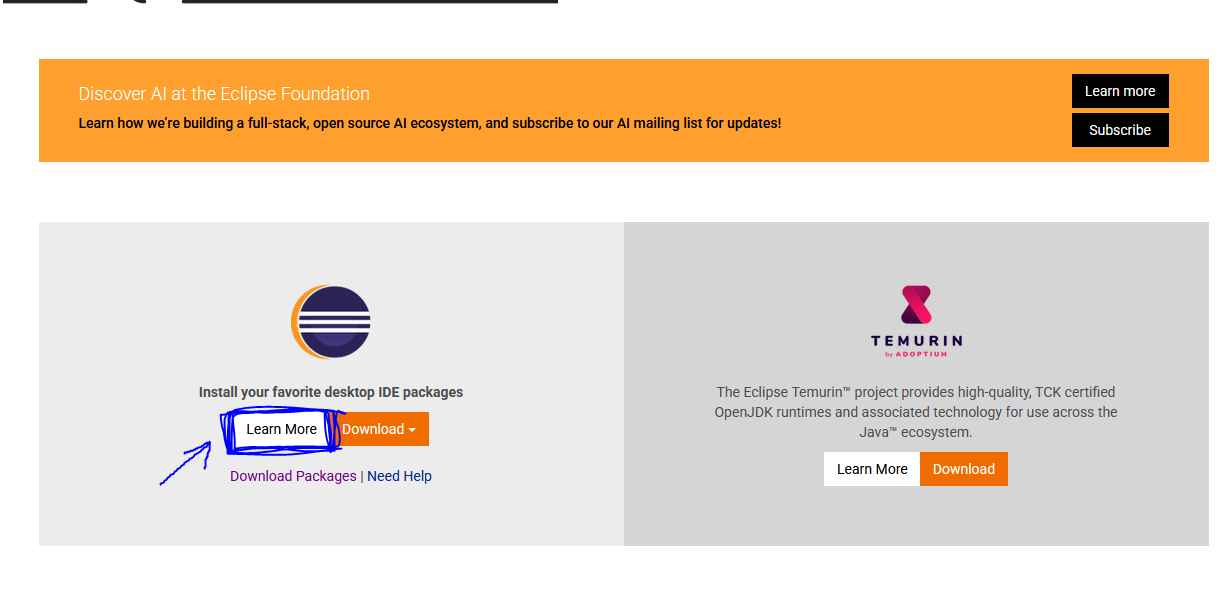 Discover AI at the Eclipse Foundation
Learn how we're building a full-stack, open source AI ecosystem, and subscribe to our AI mailing list for updates!
Learn more
Subscribe
Install your favorite desktop IDE packages
Learn More
Download
Download Packages | Need Help
TEMURIN
by ADOPTIUM
The Eclipse Temurin™ project provides high-quality, TCK certified
OpenJDK runtimes and associated technology for use across the
Java™ ecosystem.
Learn More
Download